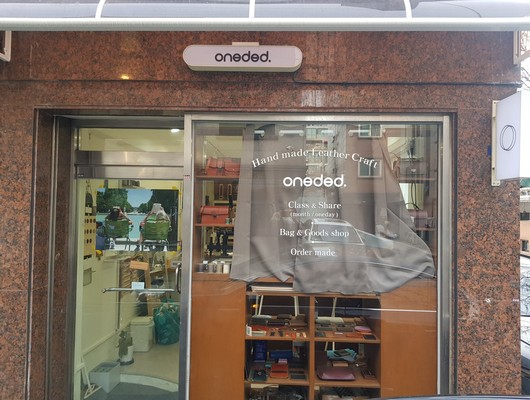 oneded.
Hand made Leather Craft
oneded.
Class & Share
(month / oneday)
Bag & Goods shop
Order made